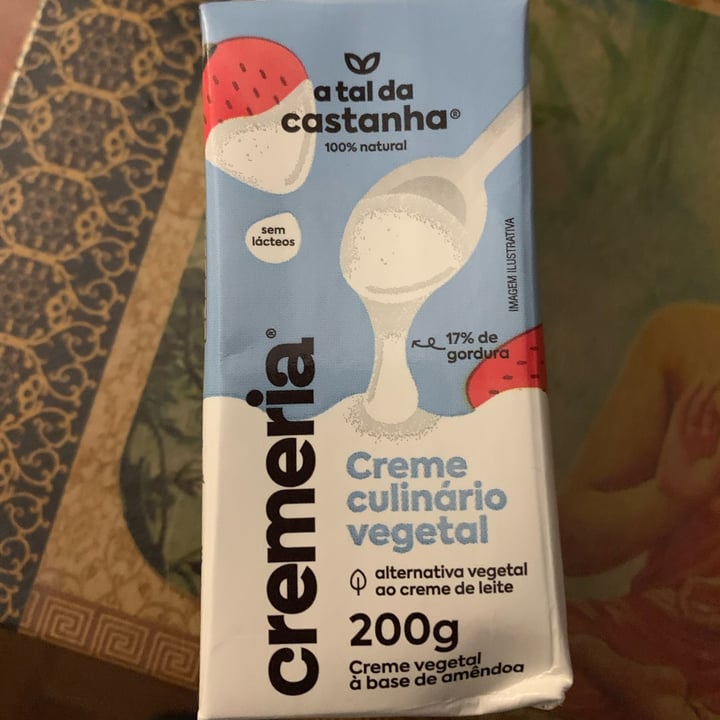 a tal da
castanha®
100% natural
sem
lácteos
IMAGEM ILUSTRATIVA
17% de
gordura
cremeria®
Creme
culinário
vegetal
alternativa vegetal
ao creme de leite
200g
Creme vegetal
à base de amêndoa